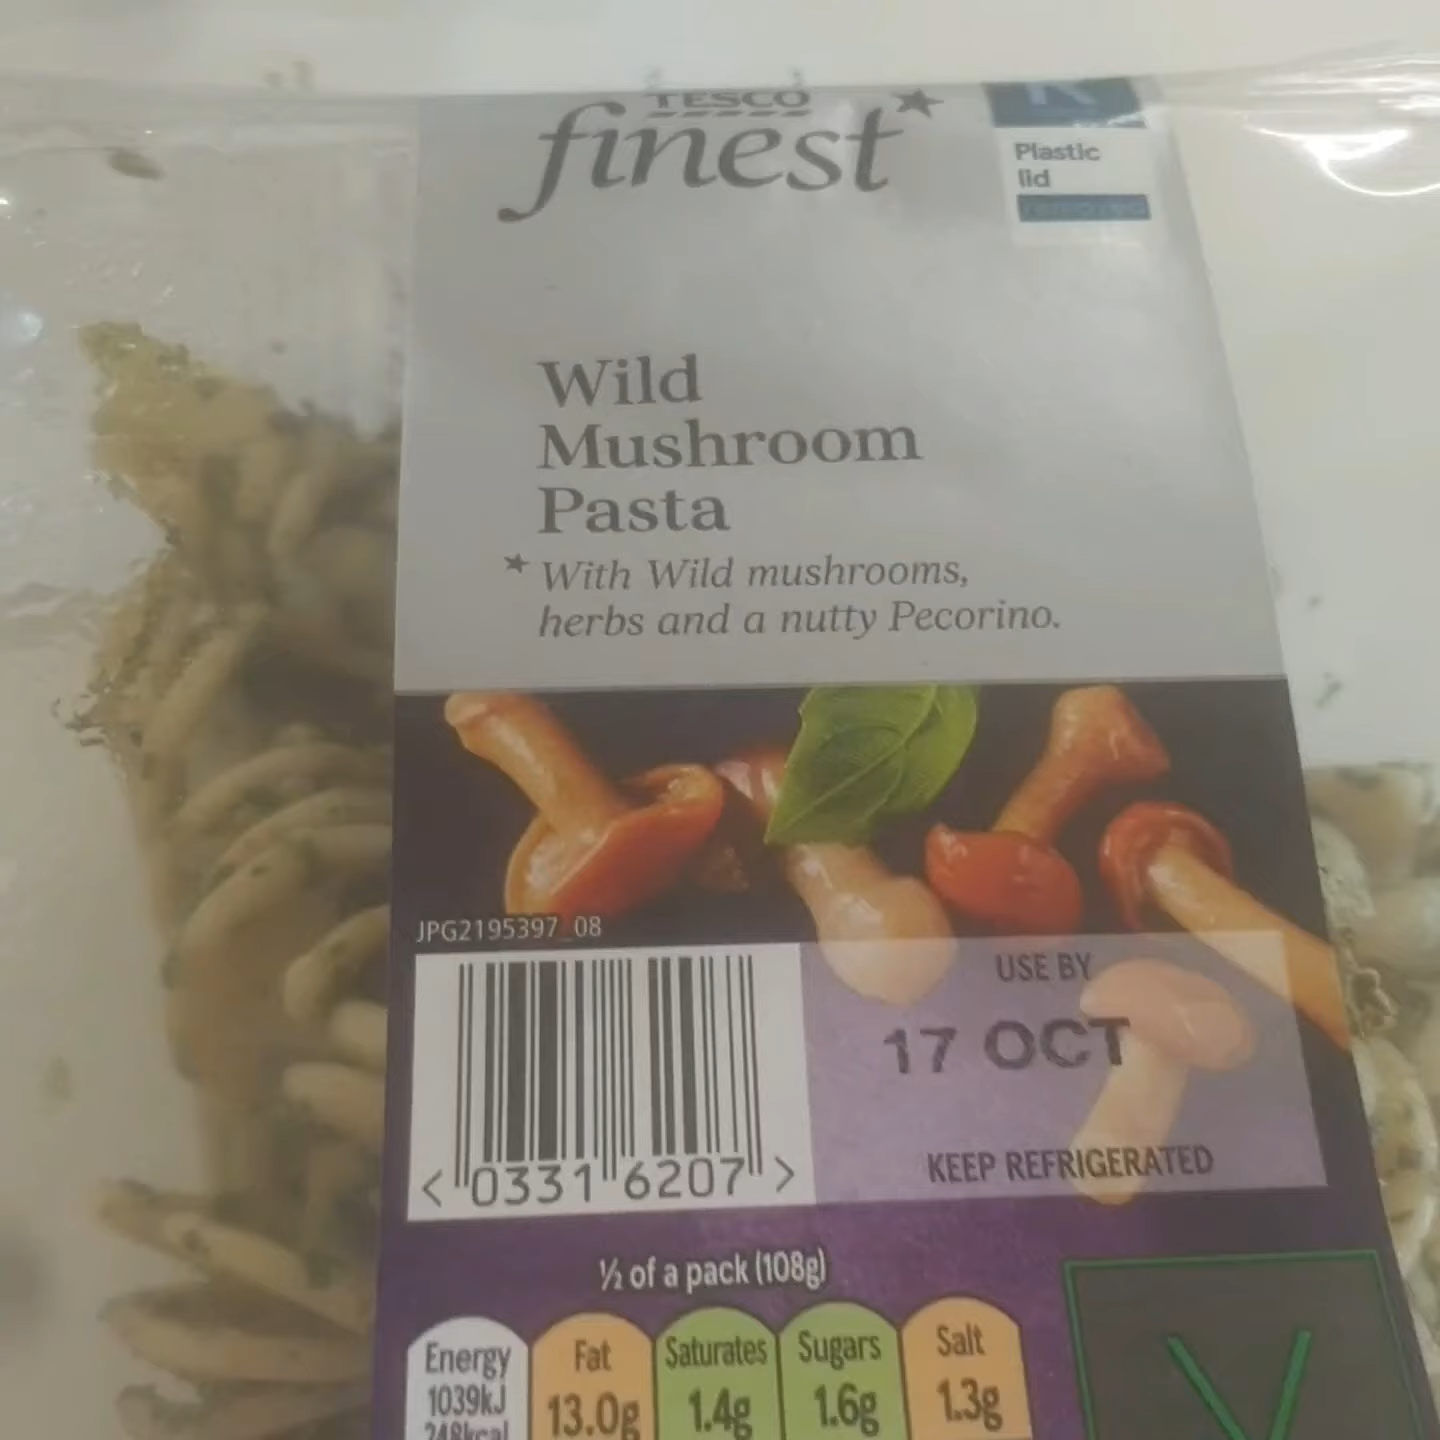 TESCO
finest*
Plastic
lid
Wild
Mushroom
Pasta
* With Wild mushrooms,
herbs and a nutty Pecorino.
JPG2195397_08
USE BY
17 OCT
KEEP REFRIGERATED
< 0331 6207 >
½ of a pack (108g)
Energy
1039kJ
248kcal
Fat
13.0g
Saturates
1.4g
Sugars
1.6g
Salt
1.3g
V